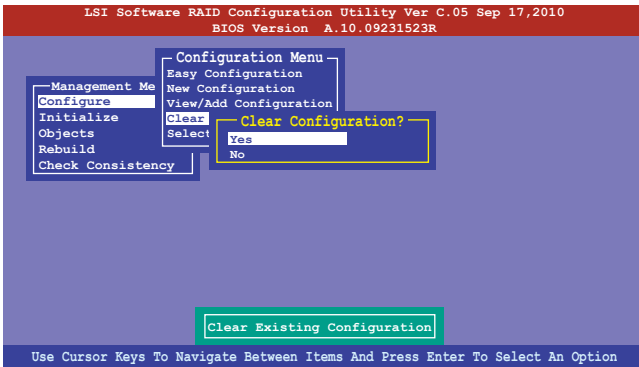 LSI Software RAID Configuration Utility Ver C.05 Sep 17,2010
BIOS Version A.10.09231523R
Configuration Menu
Easy Configuration
New Configuration
View/Add Configuration
Clear
Select
Management Me
Configure
Initialize
Objects
Rebuild
Check Consistency
Clear Configuration?
Yes
No
Clear Existing Configuration
Use Cursor Keys To Navigate Between Items And Press Enter To Select An Option